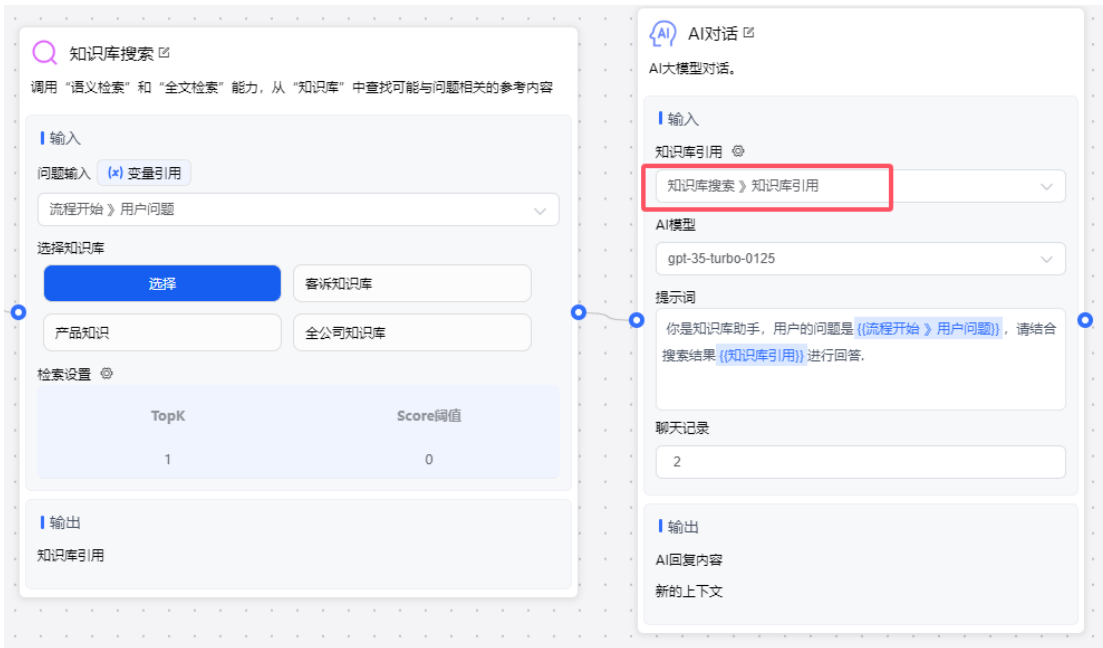 知识库搜索
调用“语义检索”和“全文检索”能力，从“知识库”中查找可能与问题相关的参考内容
输入
问题输入 (x) 变量引用
流程开始 》用户问题
选择知识库
选择 客诉知识库
产品知识 全公司知识库
检索设置
TopK Score阈值
1 0
输出
知识库引用
AI AI对话
AI大模型对话。
输入
知识库引用
知识库搜索 》知识库引用
AI模型
gpt-35-turbo-0125
提示词
你是知识库助手，用户的问题是 {{流程开始 》用户问题}} ，请结合
搜索结果 {{知识库引用}} 进行回答.
聊天记录
2
输出
AI回复内容
新的上下文